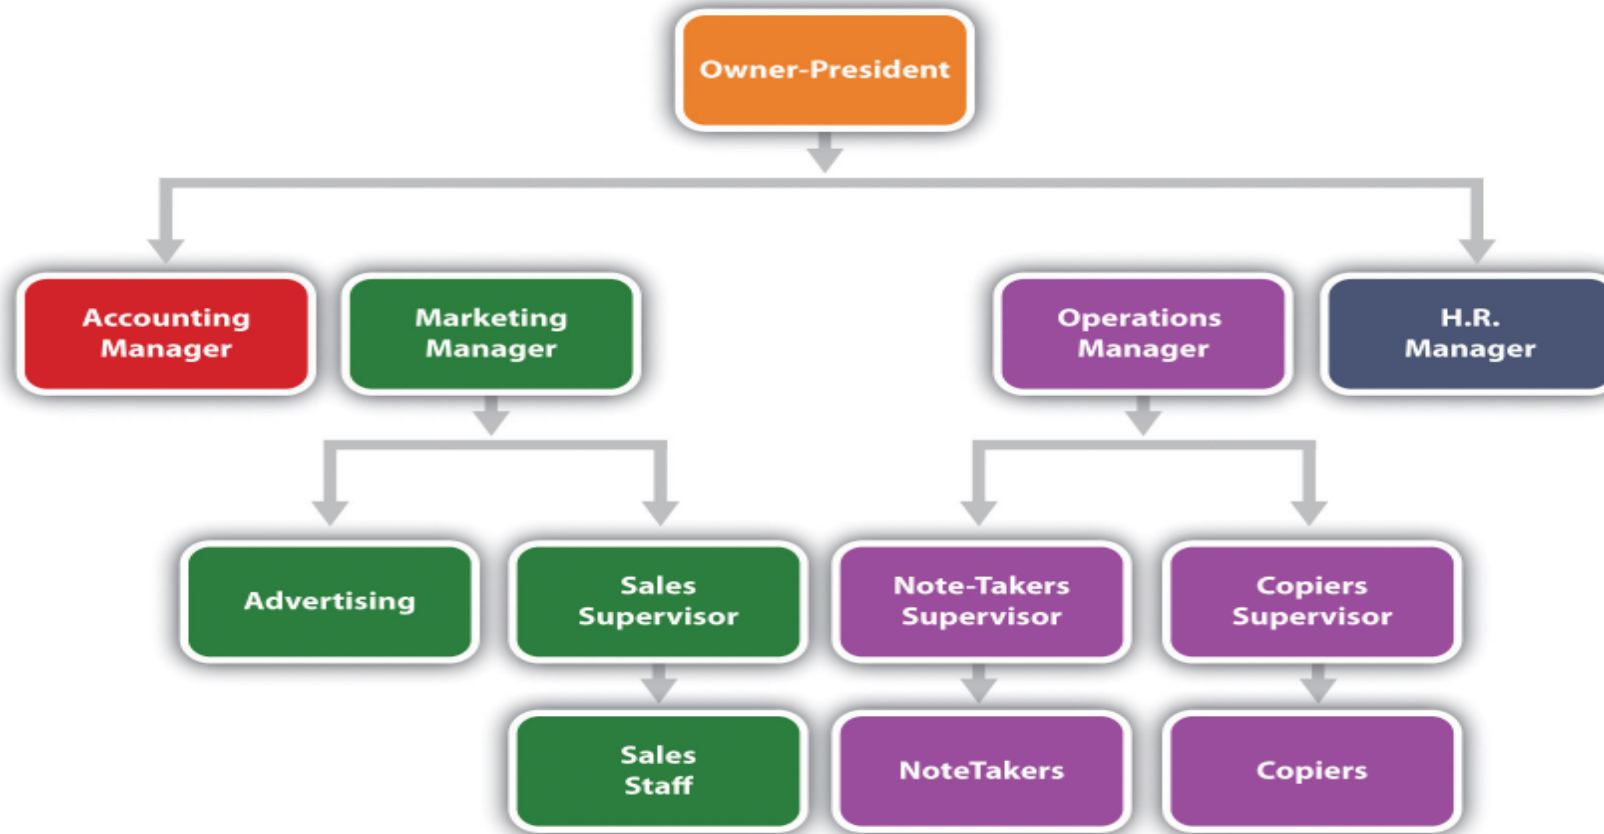 Owner-President
Accounting
Manager
Marketing
Manager
Operations
Manager
H.R.
Manager
Advertising
Sales
Supervisor
Note-Takers
Supervisor
Copiers
Supervisor
Sales
Staff
NoteTakers
Copiers